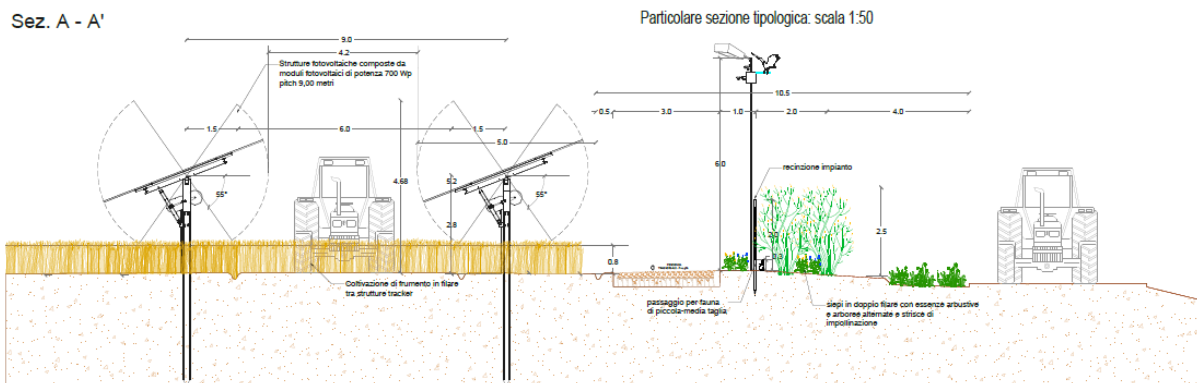 Sez. A - A'
Particolare sezione tipologica: scala 1:50
9.0
4.2
Strutture fotovoltaiche composte da
moduli fotovoltaici di potenza 700 Wp
pitch 9,00 metri
10.5
1.5
6.0
1.5
0.5
3.0
1.0
2.0
4.0
5.0
6.0
recinzione impianto
4.68
5.2
55°
55°
2.8
2.0
2.5
0.3
0.8
Coltivazione di frumento in filare
tra strutture tracker
passaggio per fauna
di piccola-media taglia
siepi in doppio filare con essenze arbustive
e arboree alternate e strisce di
impollinazione